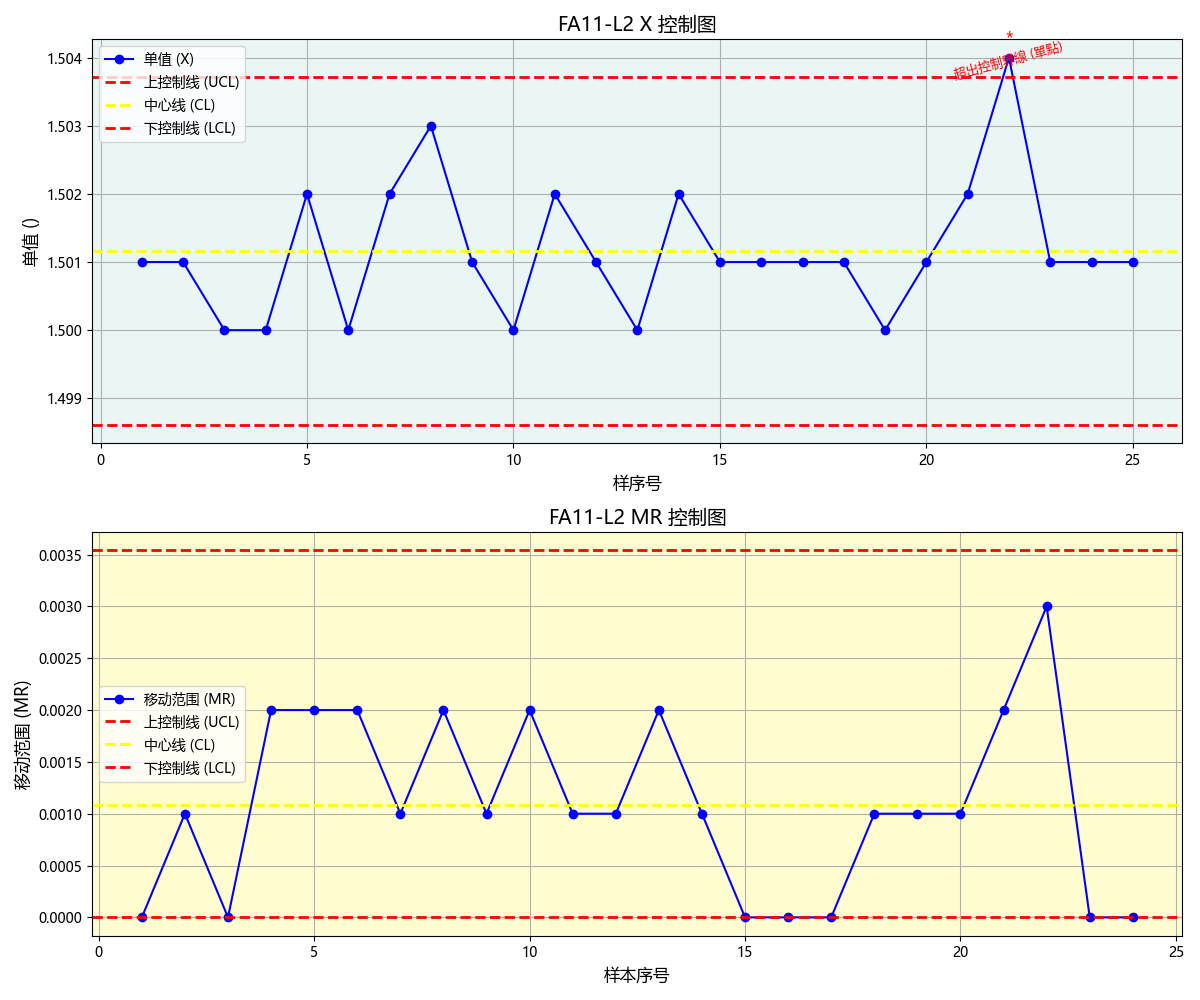 FA11-L2 X 控制图
*
超出控制界線 (單點)
单值 (X)
上控制线 (UCL)
中心线 (CL)
下控制线 (LCL)
单值 ()
1.504
1.503
1.502
1.501
1.500
1.499
0 5 10 15 20 25
样序号
FA11-L2 MR 控制图
移动范围 (MR)
0.0035
0.0030
0.0025
0.0020
0.0015
0.0010
0.0005
0.0000
移动范围 (MR)
上控制线 (UCL)
中心线 (CL)
下控制线 (LCL)
0 5 10 15 20 25
样本序号